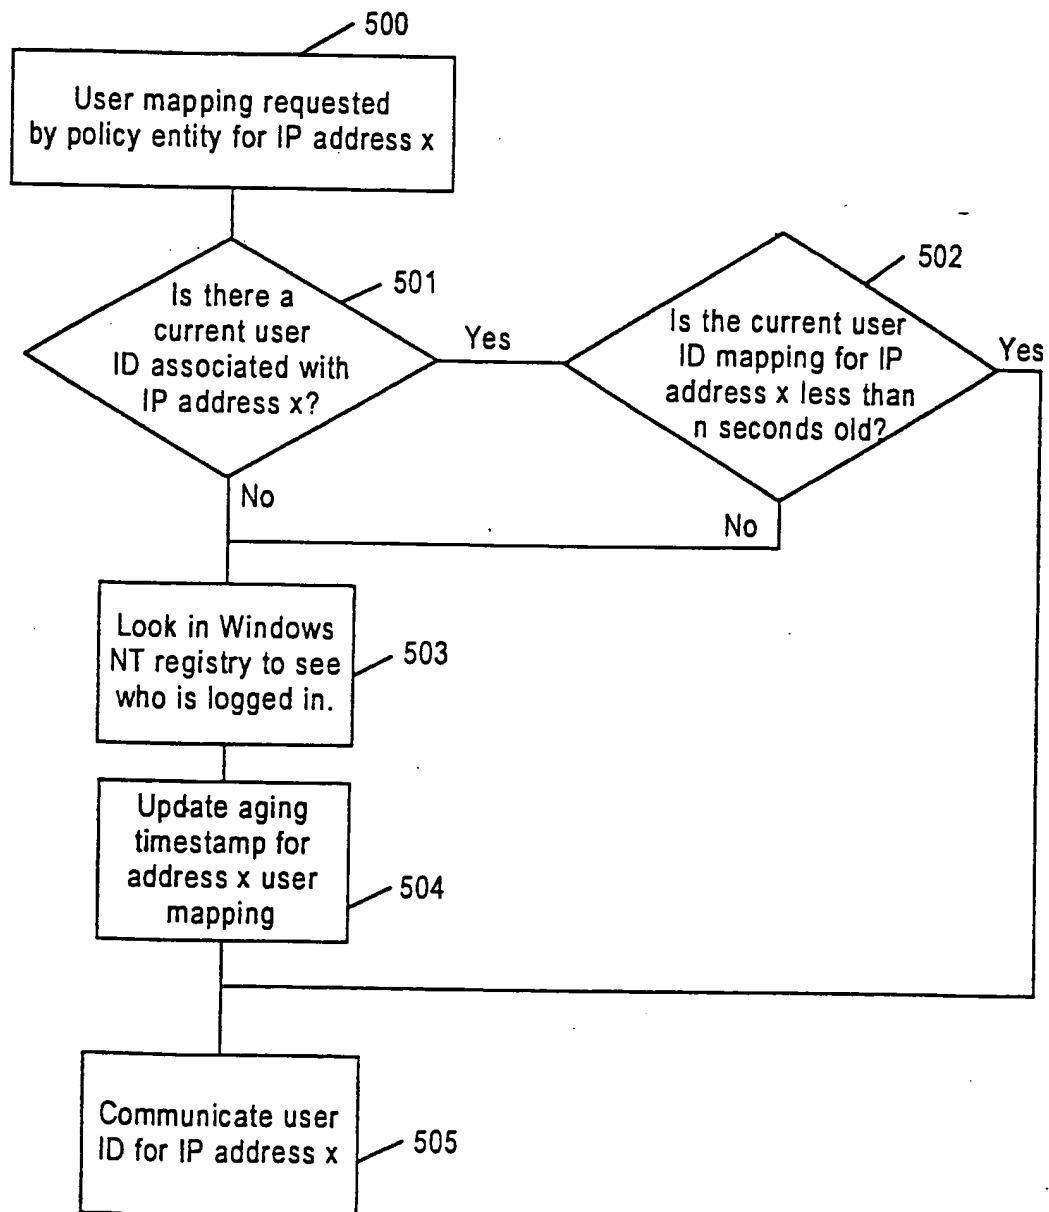 500
User mapping requested
by policy entity for IP address x
501
Is there a
current user
ID associated with
IP address x?
Yes
No
502
Is the current user
ID mapping for IP
address x less than
n seconds old?
Yes
No
Look in Windows
NT registry to see
who is logged in.
503
Update aging
timestamp for
address x user
mapping
504
Communicate user
ID for IP address x
505